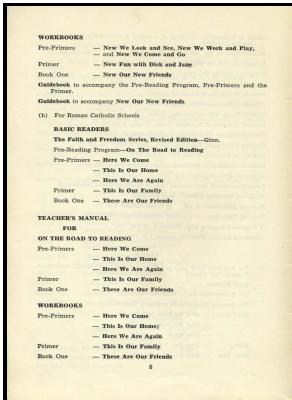 WORKBOOKS
Pre-Primers — New We Look and See, New We Work and Play,
— and New We Come and Go
Primer — New Fun with Dick and Jane
Book One — New Our New Friends
Guidebook to accompany the Pre-Reading Program, Pre-Primers and the
Primer.
Guidebook to accompany New Our New Friends
(b) For Roman Catholic Schools
BASIC READERS
The Faith and Freedom Series, Revised Edition—Ginn.
Pre-Reading Program—On The Road to Reading
Pre-Primers — Here We Come
— This Is Our Home
— Here We Are Again
Primer — This Is Our Family
Book One — These Are Our Friends
TEACHER'S MANUAL
FOR
ON THE ROAD TO READING
Pre-Primers — Here We Come
— This Is Our Home
— Here We Are Again
Primer — This Is Our Family
Book One — These Are Our Friends
WORKBOOKS
Pre-Primers — Here We Come
— This Is Our Home;
— Here We Are Again
Primer — This Is Our Family
Book One — These Are Our Friends
8